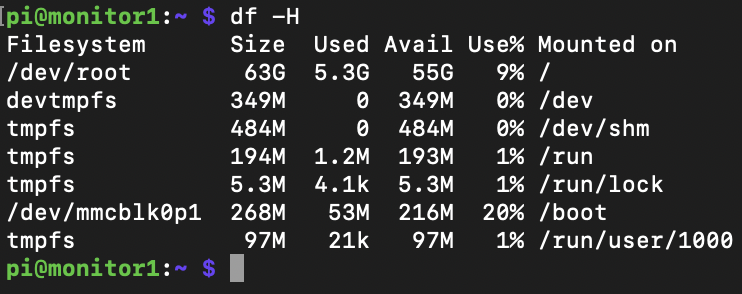 pi@monitor1:~ $ df -H
Filesystem      Size  Used Avail Use% Mounted on
/dev/root        63G  5.3G   55G   9% /
devtmpfs        349M     0  349M   0% /dev
tmpfs           484M     0  484M   0% /dev/shm
tmpfs           194M  1.2M  193M   1% /run
tmpfs           5.3M  4.1k  5.3M   1% /run/lock
/dev/mmcblk0p1  268M   53M  216M  20% /boot
tmpfs            97M   21k   97M   1% /run/user/1000
pi@monitor1:~ $